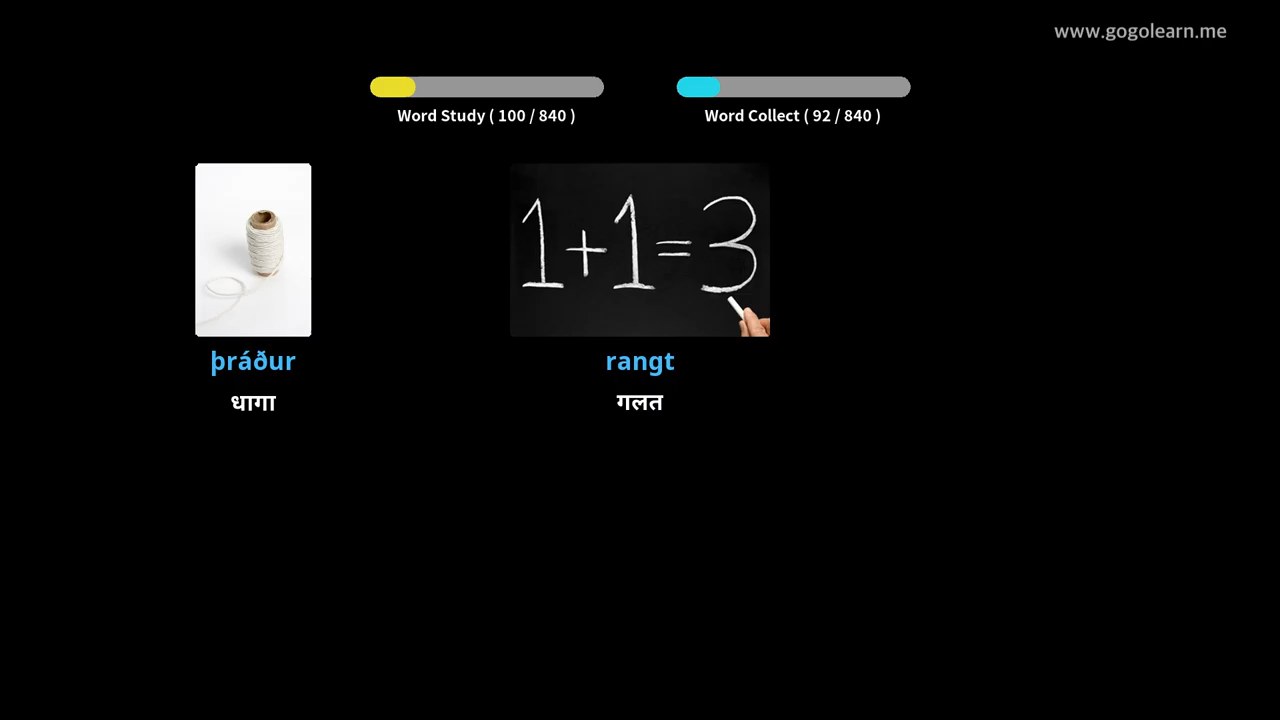 www.gogolearn.me
Word Study ( 100 / 840 )
Word Collect ( 92 / 840 )
1+1=3
þráður
rangt
धागा
गलत